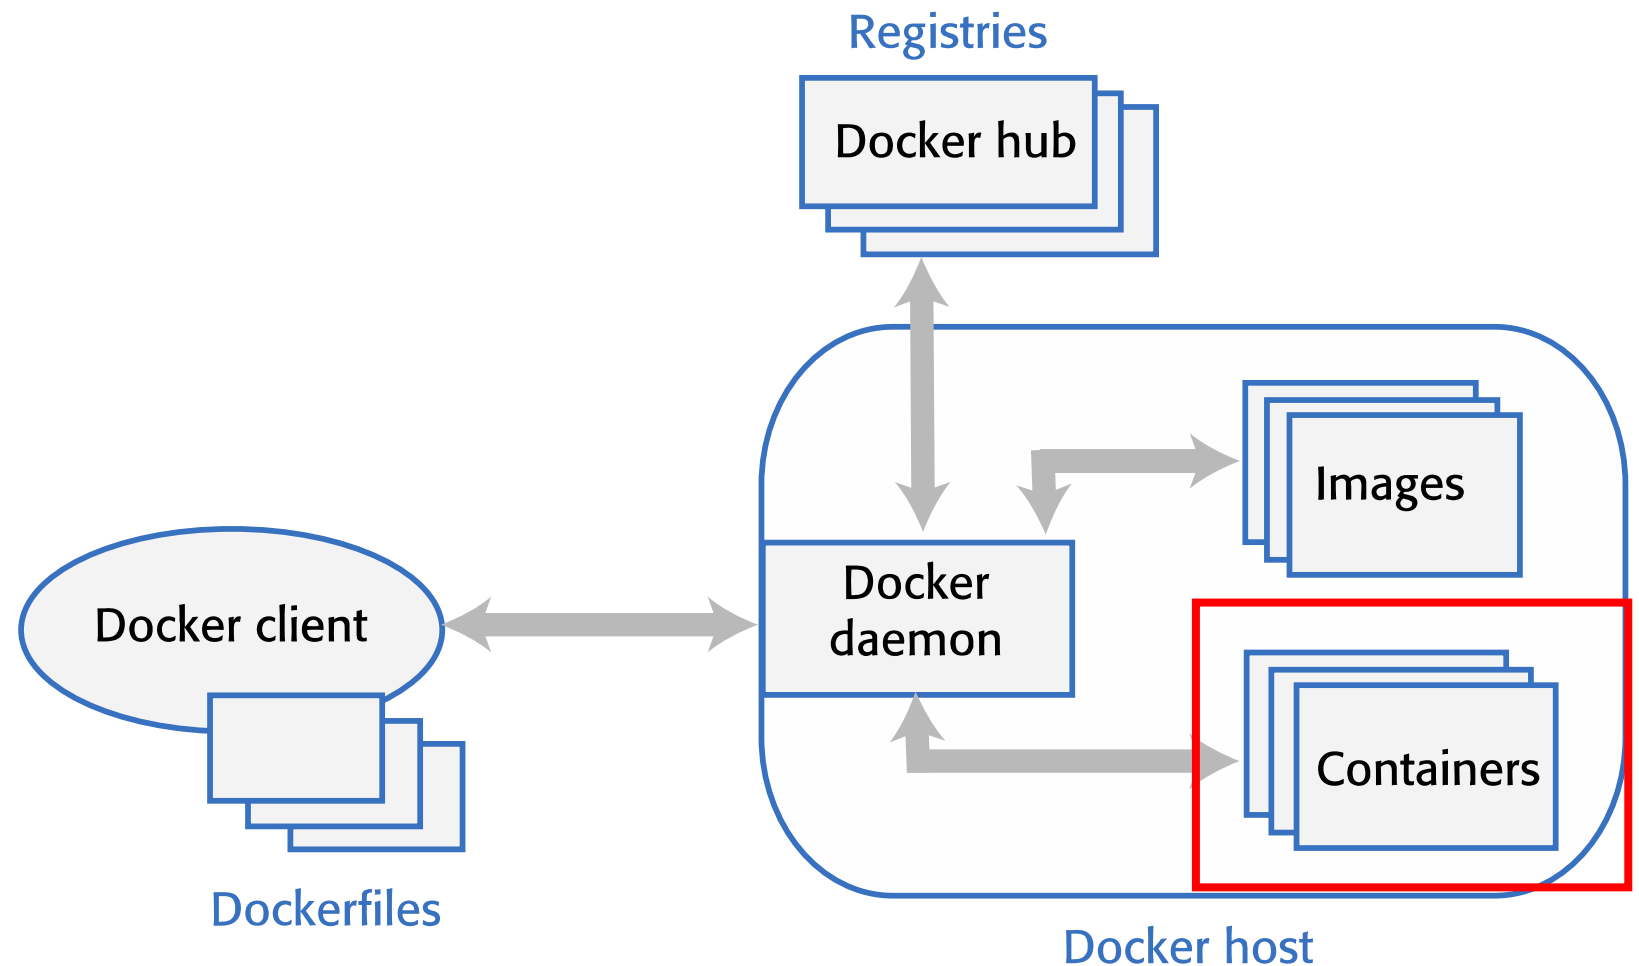 Registries
Docker hub
Images
Docker
daemon
Docker client
Containers
Dockerfiles
Docker host